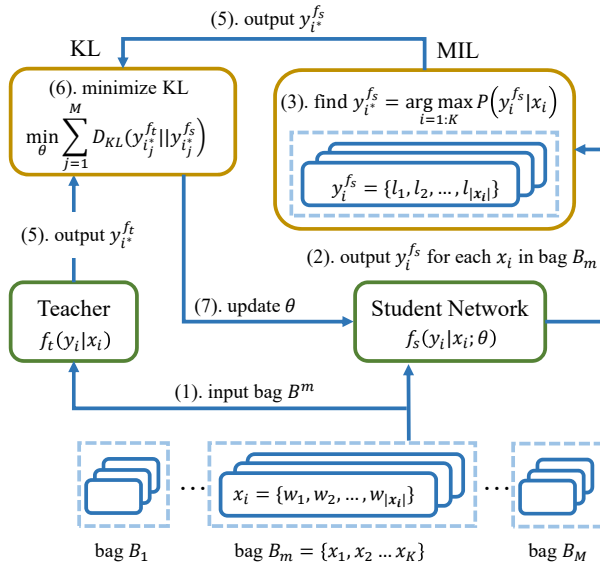 (5). output $y_{i^*}^{f_s}$
KL
MIL
(6). minimize KL
$\min_{\theta} \sum_{j=1}^{M} D_{KL}(y_{i_j^*}^{f_t} || y_{i_j^*}^{f_s})$
(3). find $y_{i^*}^{f_s} = \underset{i=1:K}{\arg\max} P(y_i^{f_s}|x_i)$
$y_i^{f_s} = \{l_1, l_2, \ldots, l_{|\boldsymbol{x_i}|}\}$
(5). output $y_{i^*}^{f_t}$
(2). output $y_i^{f_s}$ for each $x_i$ in bag $B_m$
Teacher
$f_t(y_i|x_i)$
(7). update $\theta$
Student Network
$f_s(y_i|x_i; \theta)$
(1). input bag $B^m$
$x_i = \{w_1, w_2, \ldots, w_{|\boldsymbol{x_i}|}\}$
...
...
bag $B_1$
bag $B_m = \{x_1, x_2 \ldots x_K\}$
bag $B_M$